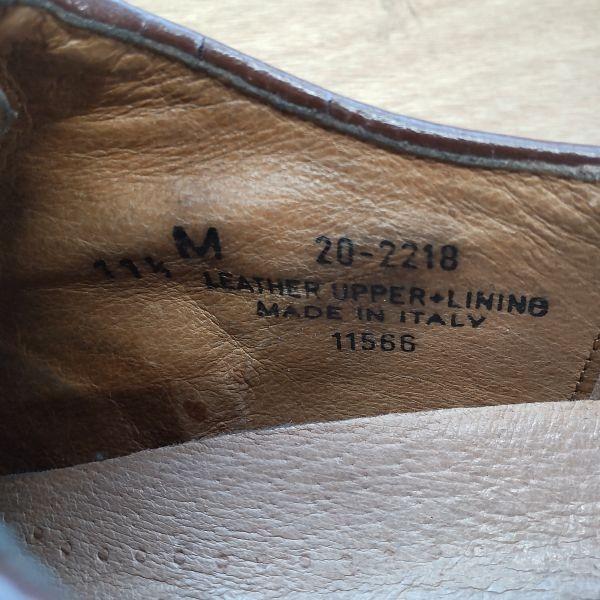 11½ M 20-2218
LEATHER UPPER+LINING
MADE IN ITALY
11566